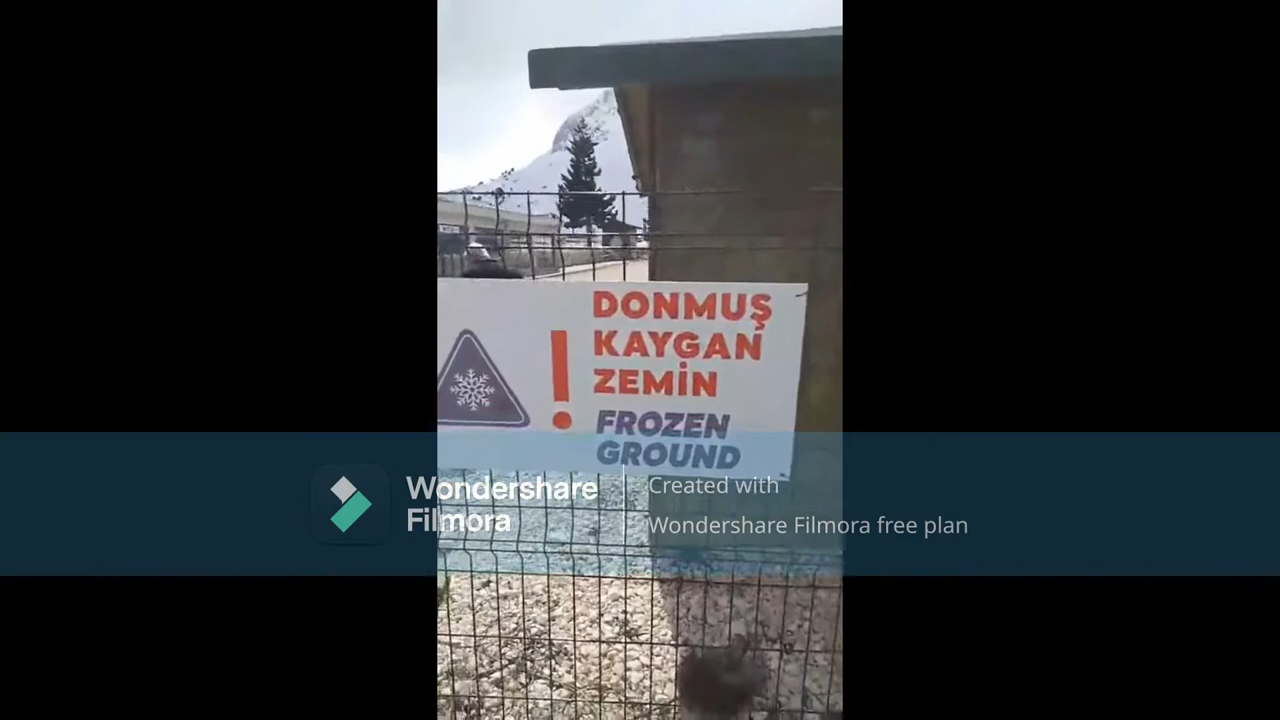 DONMUŞ
KAYGAN
ZEMİN
FROZEN
GROUND
Wondershare
Filmora
Created with
Wondershare Filmora free plan